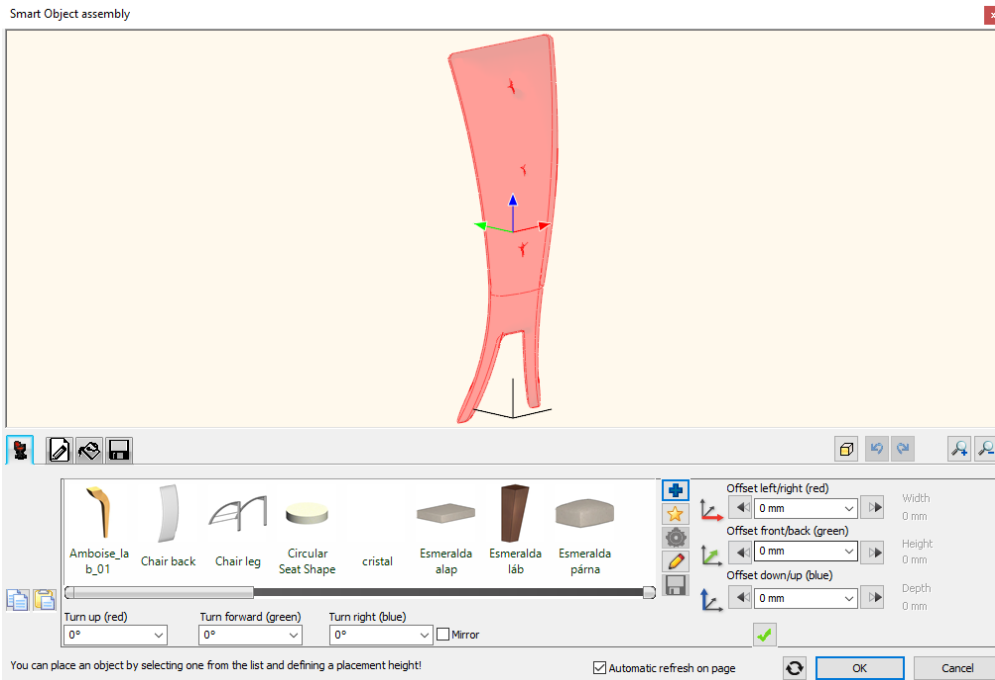 Smart Object assembly
Amboise_la
b_01
Chair back
Chair leg
Circular
Seat Shape
cristal
Esmeralda
alap
Esmeralda
láb
Esmeralda
párna
Offset left/right (red)
0 mm
Width
0 mm
Offset front/back (green)
0 mm
Height
0 mm
Offset down/up (blue)
0 mm
Depth
0 mm
Turn up (red)
0°
Turn forward (green)
0°
Turn right (blue)
0°
Mirror
You can place an object by selecting one from the list and defining a placement height!
Automatic refresh on page
OK
Cancel